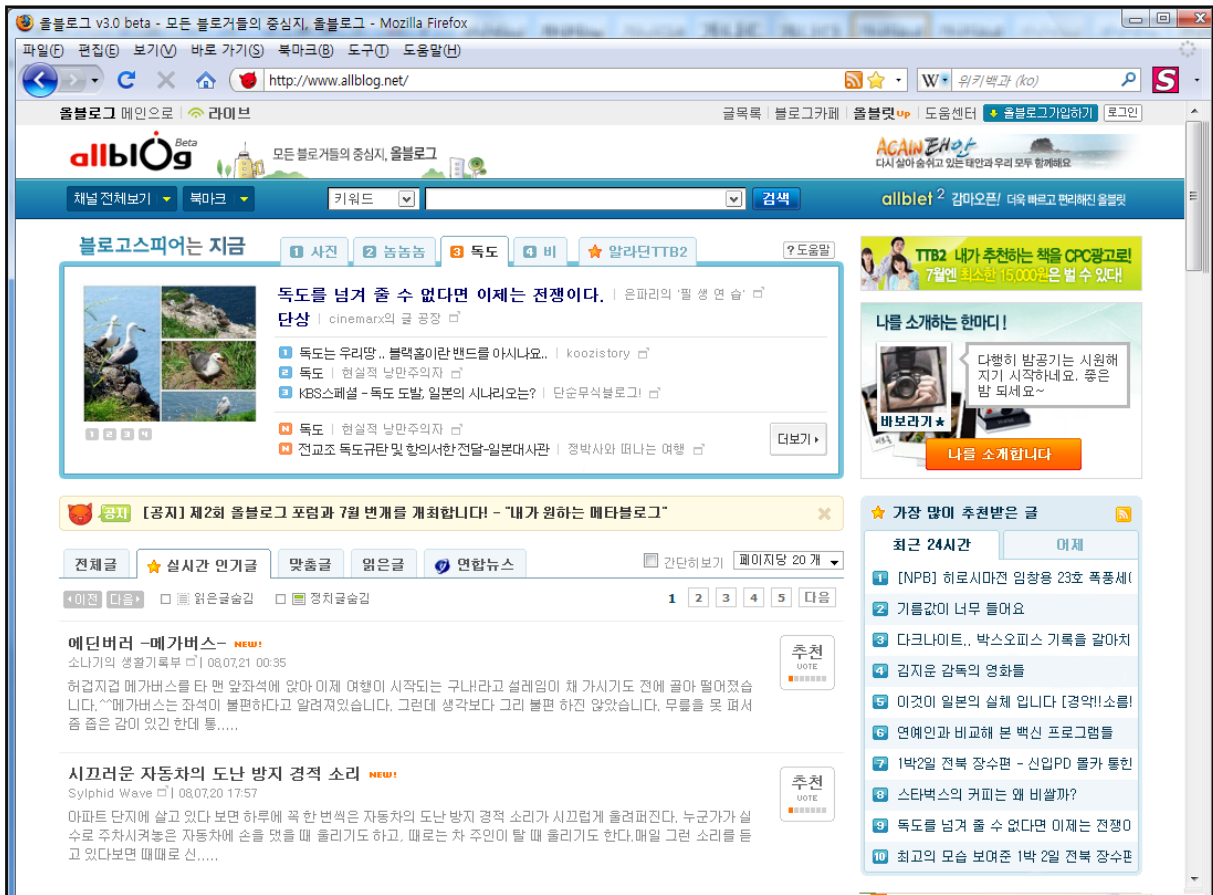 올블로그 v3.0 beta - 모든 블로거들의 중심지, 올블로그 - Mozilla Firefox
파일(F) 편집(E) 보기(V) 바로 가기(S) 북마크(B) 도구(T) 도움말(H)
http://www.allblog.net/
W 위키백과 (ko)
S
올블로그 메인으로 | 라이브
글목록 | 블로그카페 | 올블릿Up | 도움센터 올블로그가입하기 로그인
allblog Beta
모든 블로거들의 중심지, 올블로그
AGAIN 태안
다시 살아 숨쉬고 있는 태안과 우리 모두 함께해요
채널 전체보기 북마크
키워드 검색
allblet 2 감마오픈! 더욱 빠르고 편리해진 올블릿
블로고스피어는 지금
1 사진 2 놈놈놈 3 독도 4 비 알라딘TTB2
? 도움말
독도를 넘겨 줄 수 없다면 이제는 전쟁이다. | 은파리의 '필 생 연 습'
단상 | cinemarx의 글 공장
1 독도는 우리땅 .. 블랙홀이란 밴드를 아시나요.. | koozistory
2 독도 | 현실적 낭만주의자
3 KBS스페셜 - 독도 도발, 일본의 시나리오는? | 단순무식블로그!
N 독도 | 현실적 낭만주의자
N 전교조 독도규탄 및 항의서한 전달-일본대사관 | 정박사와 떠나는 여행
1 2 3 4
더보기
TTB2 내가 추천하는 책을 CPC광고로!
7월엔 최소한 15,000원은 벌 수 있다!
나를 소개하는 한마디!
다행히 밤공기는 시원해
지기 시작하네요. 좋은
밤 되세요~
바보라기★
나를 소개합니다
공지 [공지] 제2회 올블로그 포럼과 7월 번개를 개최합니다! - "내가 원하는 메타블로그"
전체글 실시간 인기글 맞춤글 읽은글 연합뉴스
간단히보기 페이지당 20 개
이전 다음 읽은글숨김 정치글숨김
1 2 3 4 5 다음
에딘버러 -메가버스- NEW!
소나기의 생활기록부 | 08.07.21 00:35
허겁지겁 메가버스를 타 맨 앞좌석에 앉아 이제 여행이 시작되는 구나!라고 설레임이 채 가시기도 전에 골아 떨어졌습
니다.^^메가버스는 좌석이 불편하다고 알려져있습니다. 그런데 생각보다 그리 불편 하진 않았습니다. 무릎을 못 펴서
좀 좁은 감이 있긴 한데 통.....
추천
VOTE
시끄러운 자동차의 도난 방지 경적 소리 NEW!
Sylphid Wave | 08.07.20 17:57
아파트 단지에 살고 있다 보면 하루에 꼭 한 번씩은 자동차의 도난 방지 경적 소리가 시끄럽게 울려퍼진다. 누군가가 실
수로 주차시켜놓은 자동차에 손을 댔을 때 울리기도 하고, 때로는 차 주인이 탈 때 울리기도 한다.매일 그런 소리를 듣
고 있다보면 때때로 신.....
추천
VOTE
가장 많이 추천받은 글
최근 24시간 어제
1 [NPB] 히로시마전 임창용 23호 폭풍세(
2 기름값이 너무 들어요
3 다크나이트.. 박스오피스 기록을 갈아치
4 김지운 감독의 영화들
5 이것이 일본의 실체 입니다 [경악!!소름!
6 연예인과 비교해 본 백신 프로그램들
7 1박2일 전북 장수편 - 신입PD 몰카 통한
8 스타벅스의 커피는 왜 비쌀까?
9 독도를 넘겨 줄 수 없다면 이제는 전쟁이
10 최고의 모습 보여준 1박 2일 전북 장수편